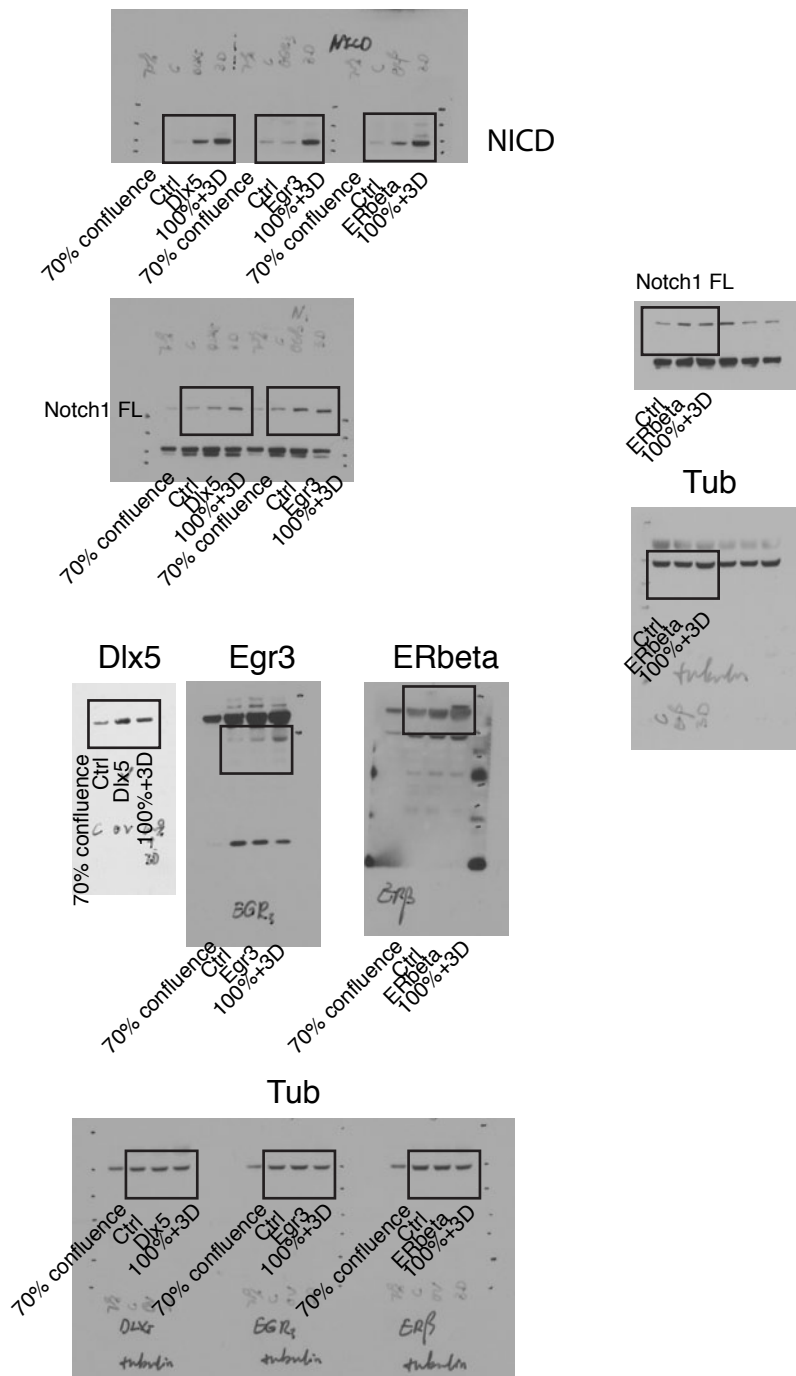 NICD
NICD
70% confluence
Ctrl
Dlx5
100%+3D
70% confluence
Ctrl
Egr3
100%+3D
70% confluence
Ctrl
ERbeta
100%+3D
Notch1 FL
Ctrl
ERbeta
100%+3D
Notch1 FL
70% confluence
Ctrl
Dlx5
100%+3D
70% confluence
Ctrl
Egr3
100%+3D
Tub
Ctrl
ERbeta
100%+3D
tubulin
Dlx5
Egr3
ERbeta
70% confluence
Ctrl
Dlx5
100%+3D
C OV
3D
EGR3
ERβ
70% confluence
Ctrl
Egr3
100%+3D
70% confluence
Ctrl
ERbeta
100%+3D
Tub
70% confluence
Ctrl
Dlx5
100%+3D
70% confluence
Ctrl
Egr3
100%+3D
70% confluence
Ctrl
ERbeta
100%+3D
DLX5
EGR3
ERβ
tubulin
tubulin
tubulin